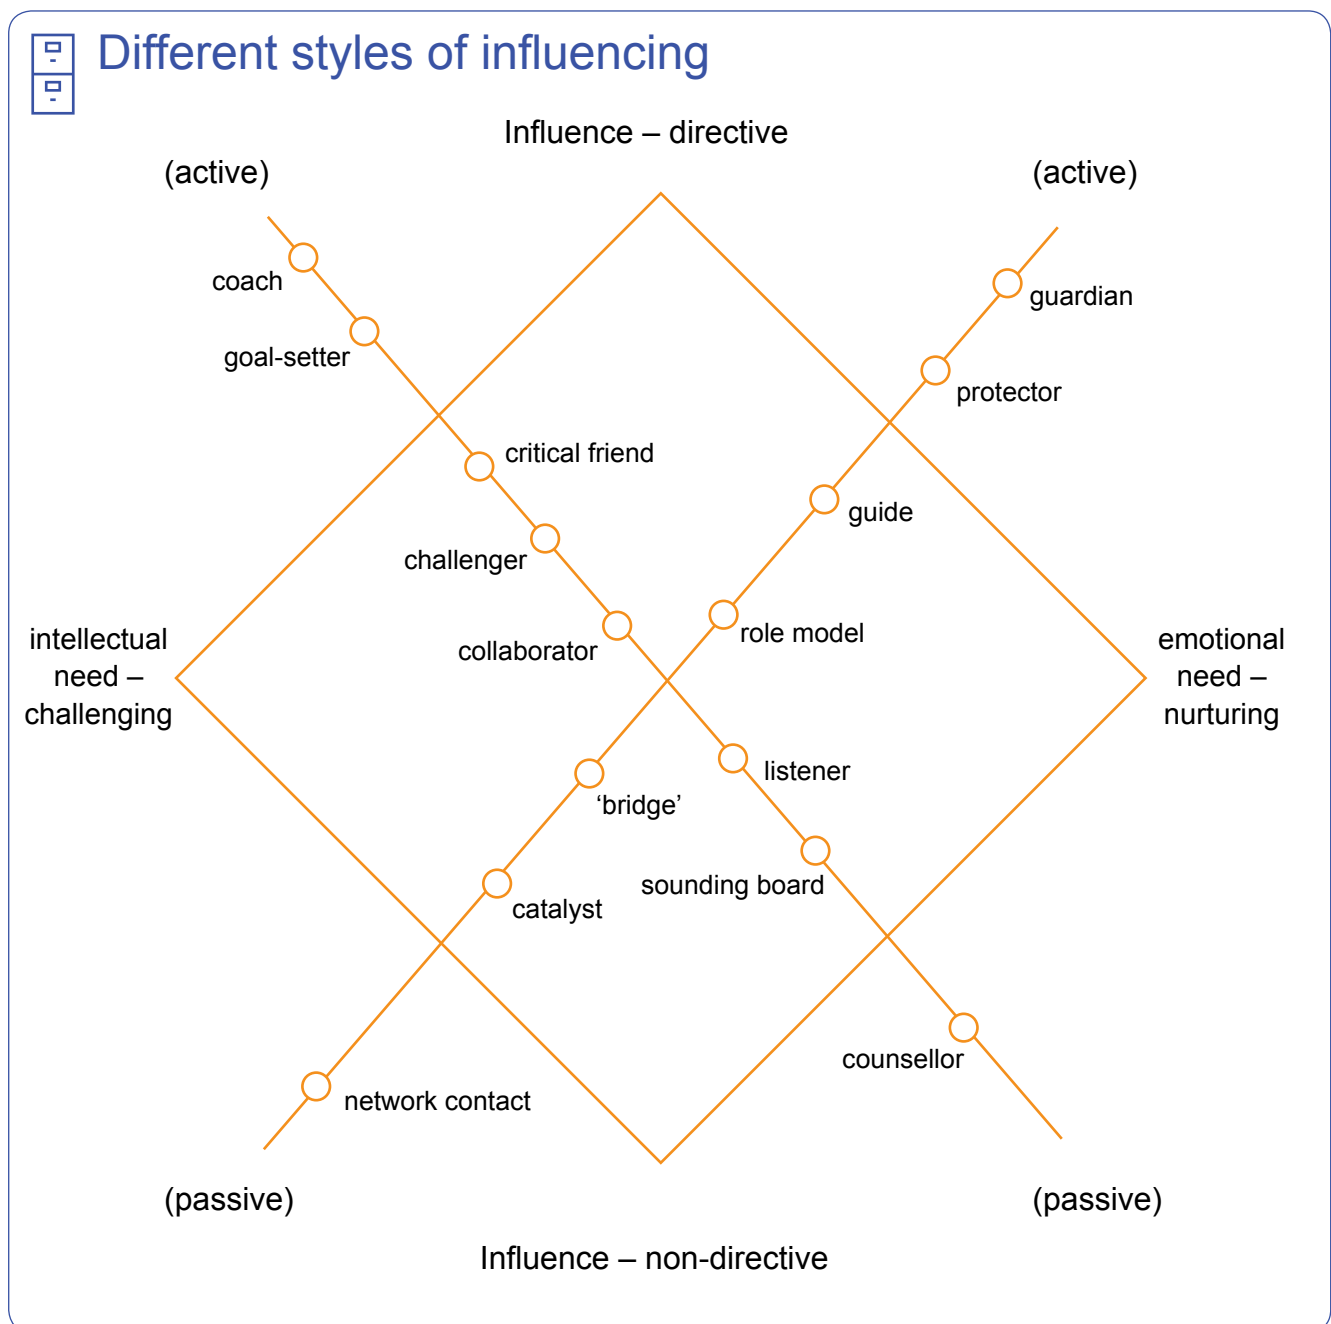 Different styles of influencing
Influence – directive
(active)
(active)
coach
guardian
goal-setter
protector
critical friend
guide
challenger
role model
collaborator
intellectual
need –
challenging
emotional
need –
nurturing
listener
‘bridge’
sounding board
catalyst
counsellor
network contact
(passive)
(passive)
Influence – non-directive